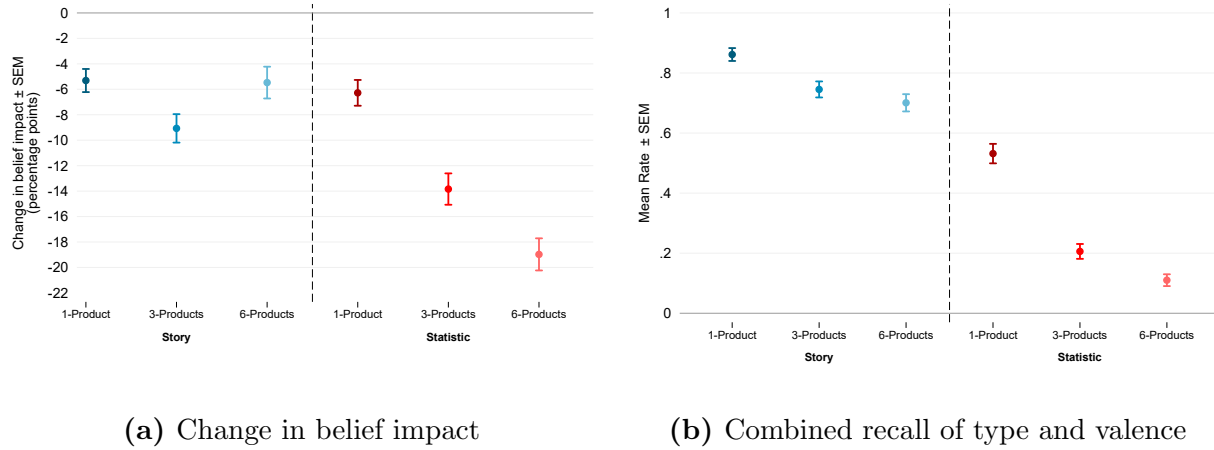 Change in belief impact ± SEM
(percentage points)
0
-2
-4
-6
-8
-10
-12
-14
-16
-18
-20
-22
1-Product
3-Products
6-Products
1-Product
3-Products
6-Products
Story
Statistic
(a) Change in belief impact
Mean Rate ± SEM
1
.8
.6
.4
.2
0
1-Product
3-Products
6-Products
1-Product
3-Products
6-Products
Story
Statistic
(b) Combined recall of type and valence